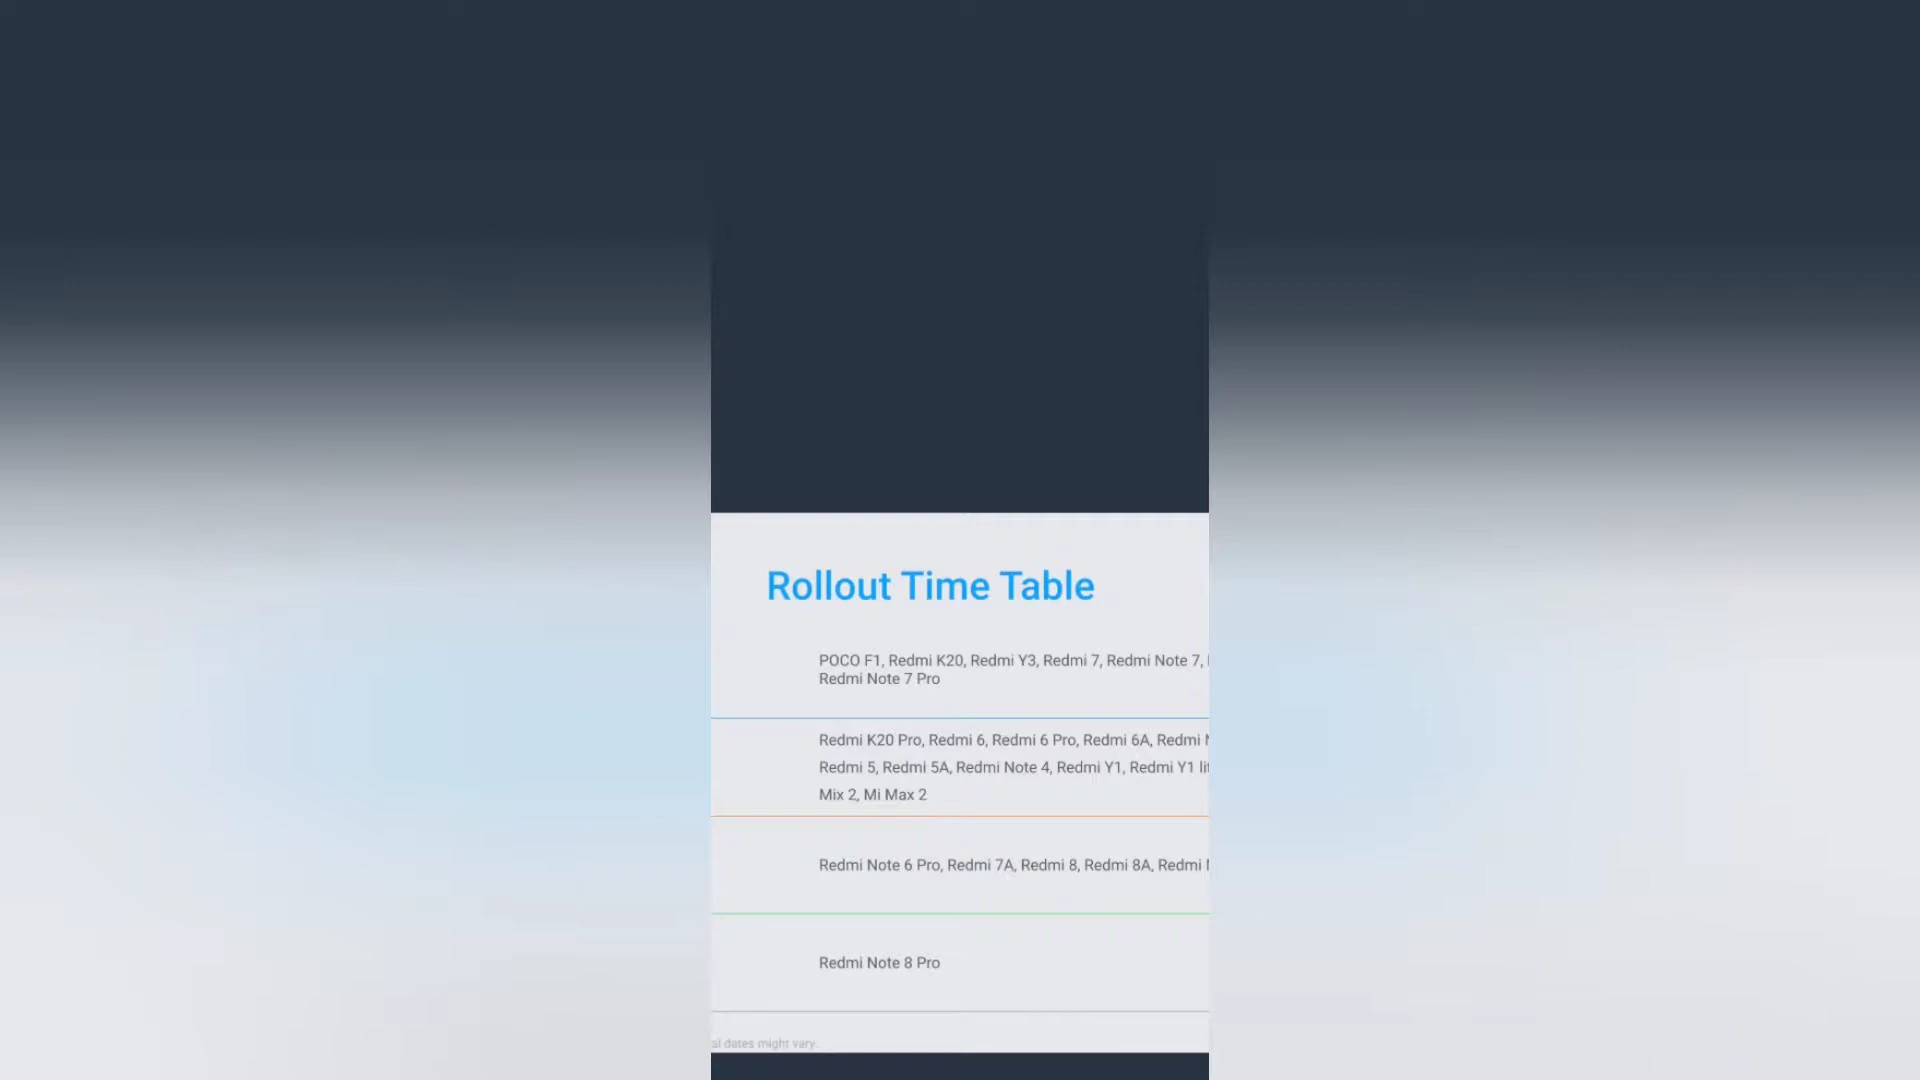 Rollout Time Table
POCO F1, Redmi K20, Redmi Y3, Redmi 7, Redmi Note 7,
Redmi Note 7 Pro
Redmi K20 Pro, Redmi 6, Redmi 6 Pro, Redmi 6A, Redmi
Redmi 5, Redmi 5A, Redmi Note 4, Redmi Y1, Redmi Y1
Mix 2, Mi Max 2
Redmi Note 6 Pro, Redmi 7A, Redmi 8, Redmi 8A, Redmi
Redmi Note 8 Pro
dates might vary.